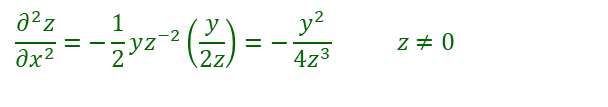 ∂²z/∂x² = −1/2 yz⁻² (y/2z) = −y²/4z³    z ≠ 0